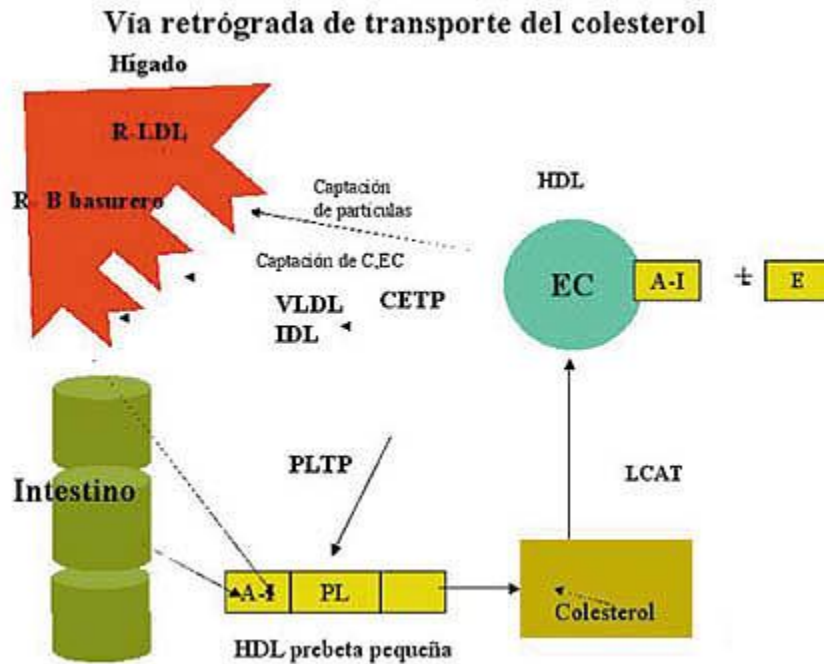 Vía retrógrada de transporte del colesterol
Hígado
R-LDL
R- B basurero
Captación
de partículas
HDL
Captación de C,EC
VLDL
IDL
CETP
EC
A-I
±
E
PLTP
LCAT
Intestino
A-I
PL
Colesterol
HDL prebeta pequeña